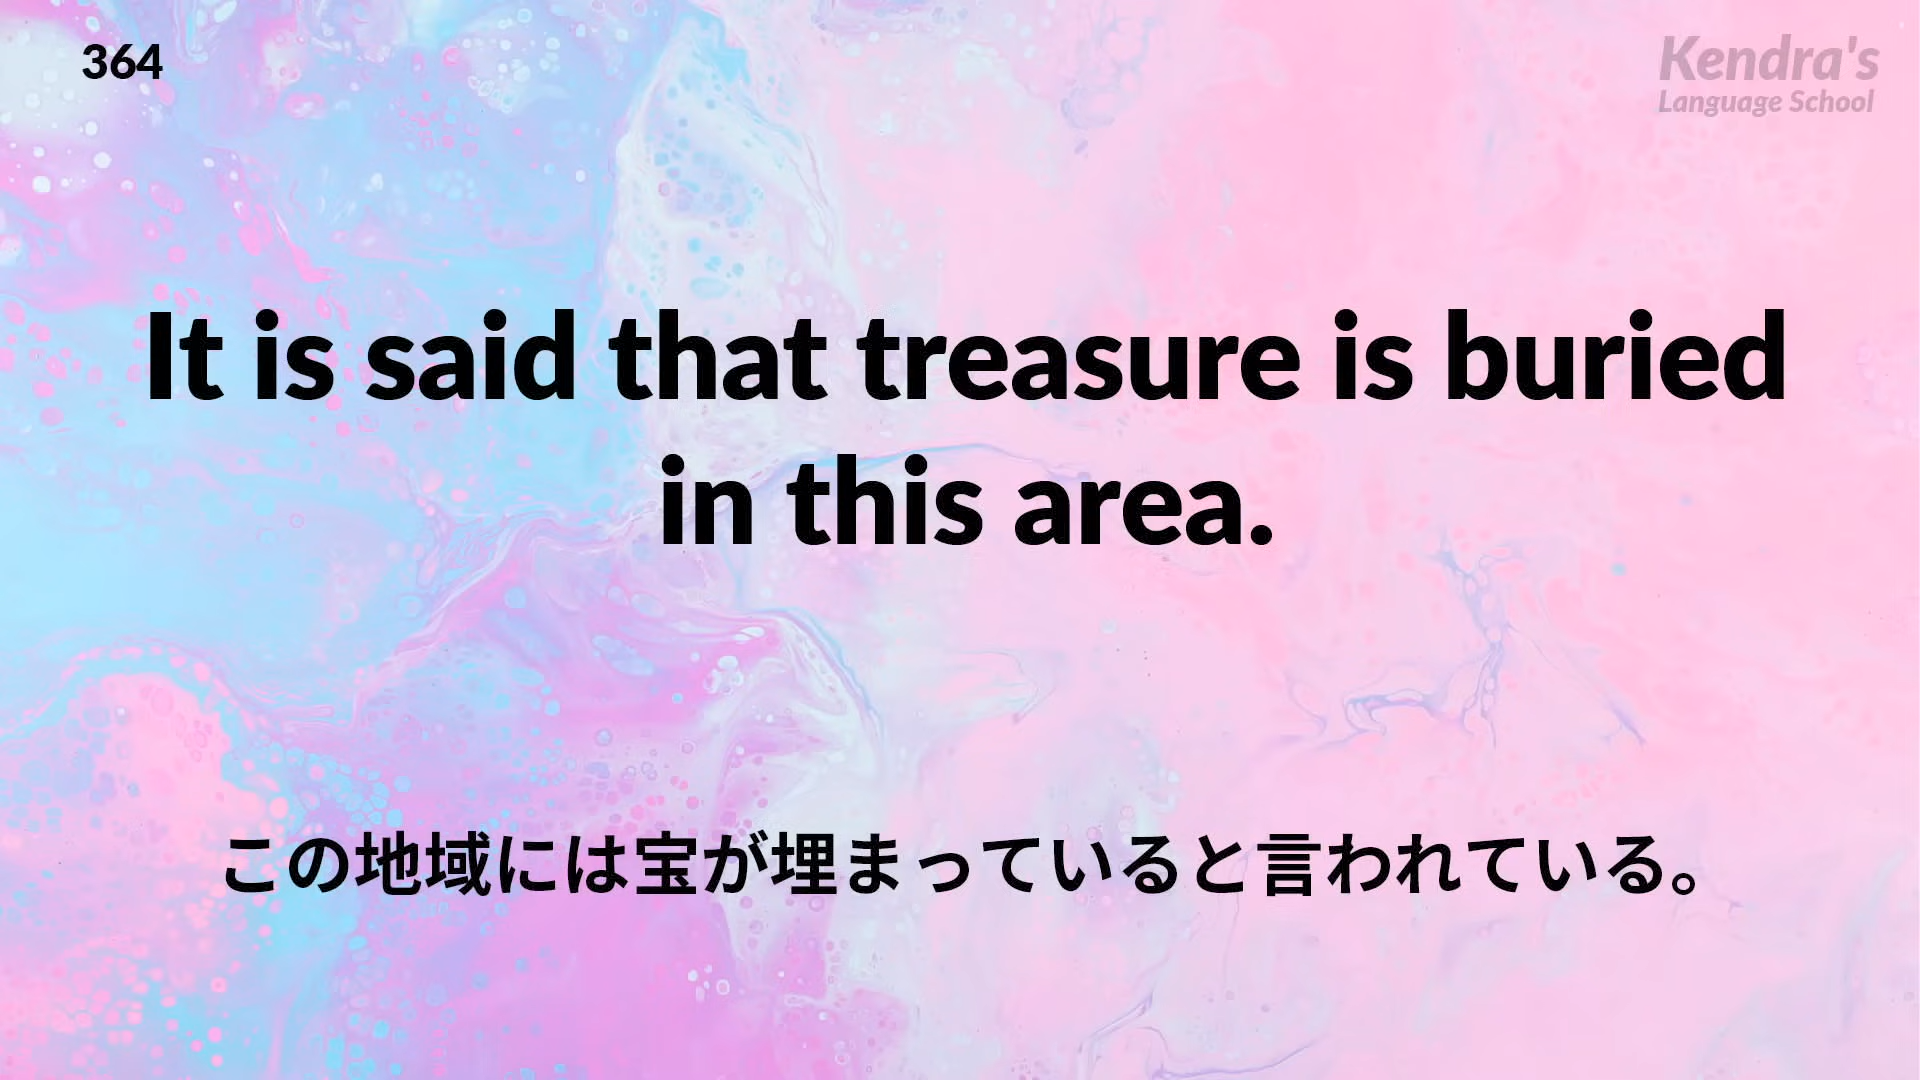 364
Kendra's
Language School
It is said that treasure is buried
in this area.
この地域には宝が埋まっていると言われている。